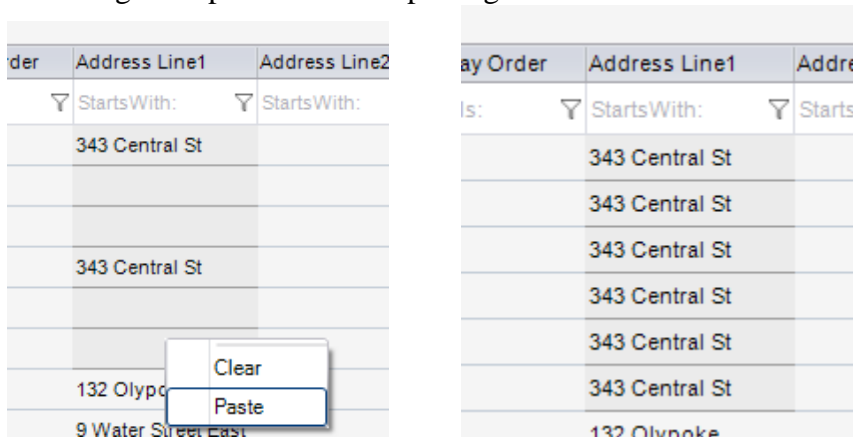 rder Address Line1 Address Line2
StartsWith: StartsWith:
343 Central St
343 Central St
Clear
132 Olypo
Paste
9 Water Street East
ay Order Address Line1 Addre
ls: StartsWith: Starts
343 Central St
343 Central St
343 Central St
343 Central St
343 Central St
343 Central St
132 Olypoke